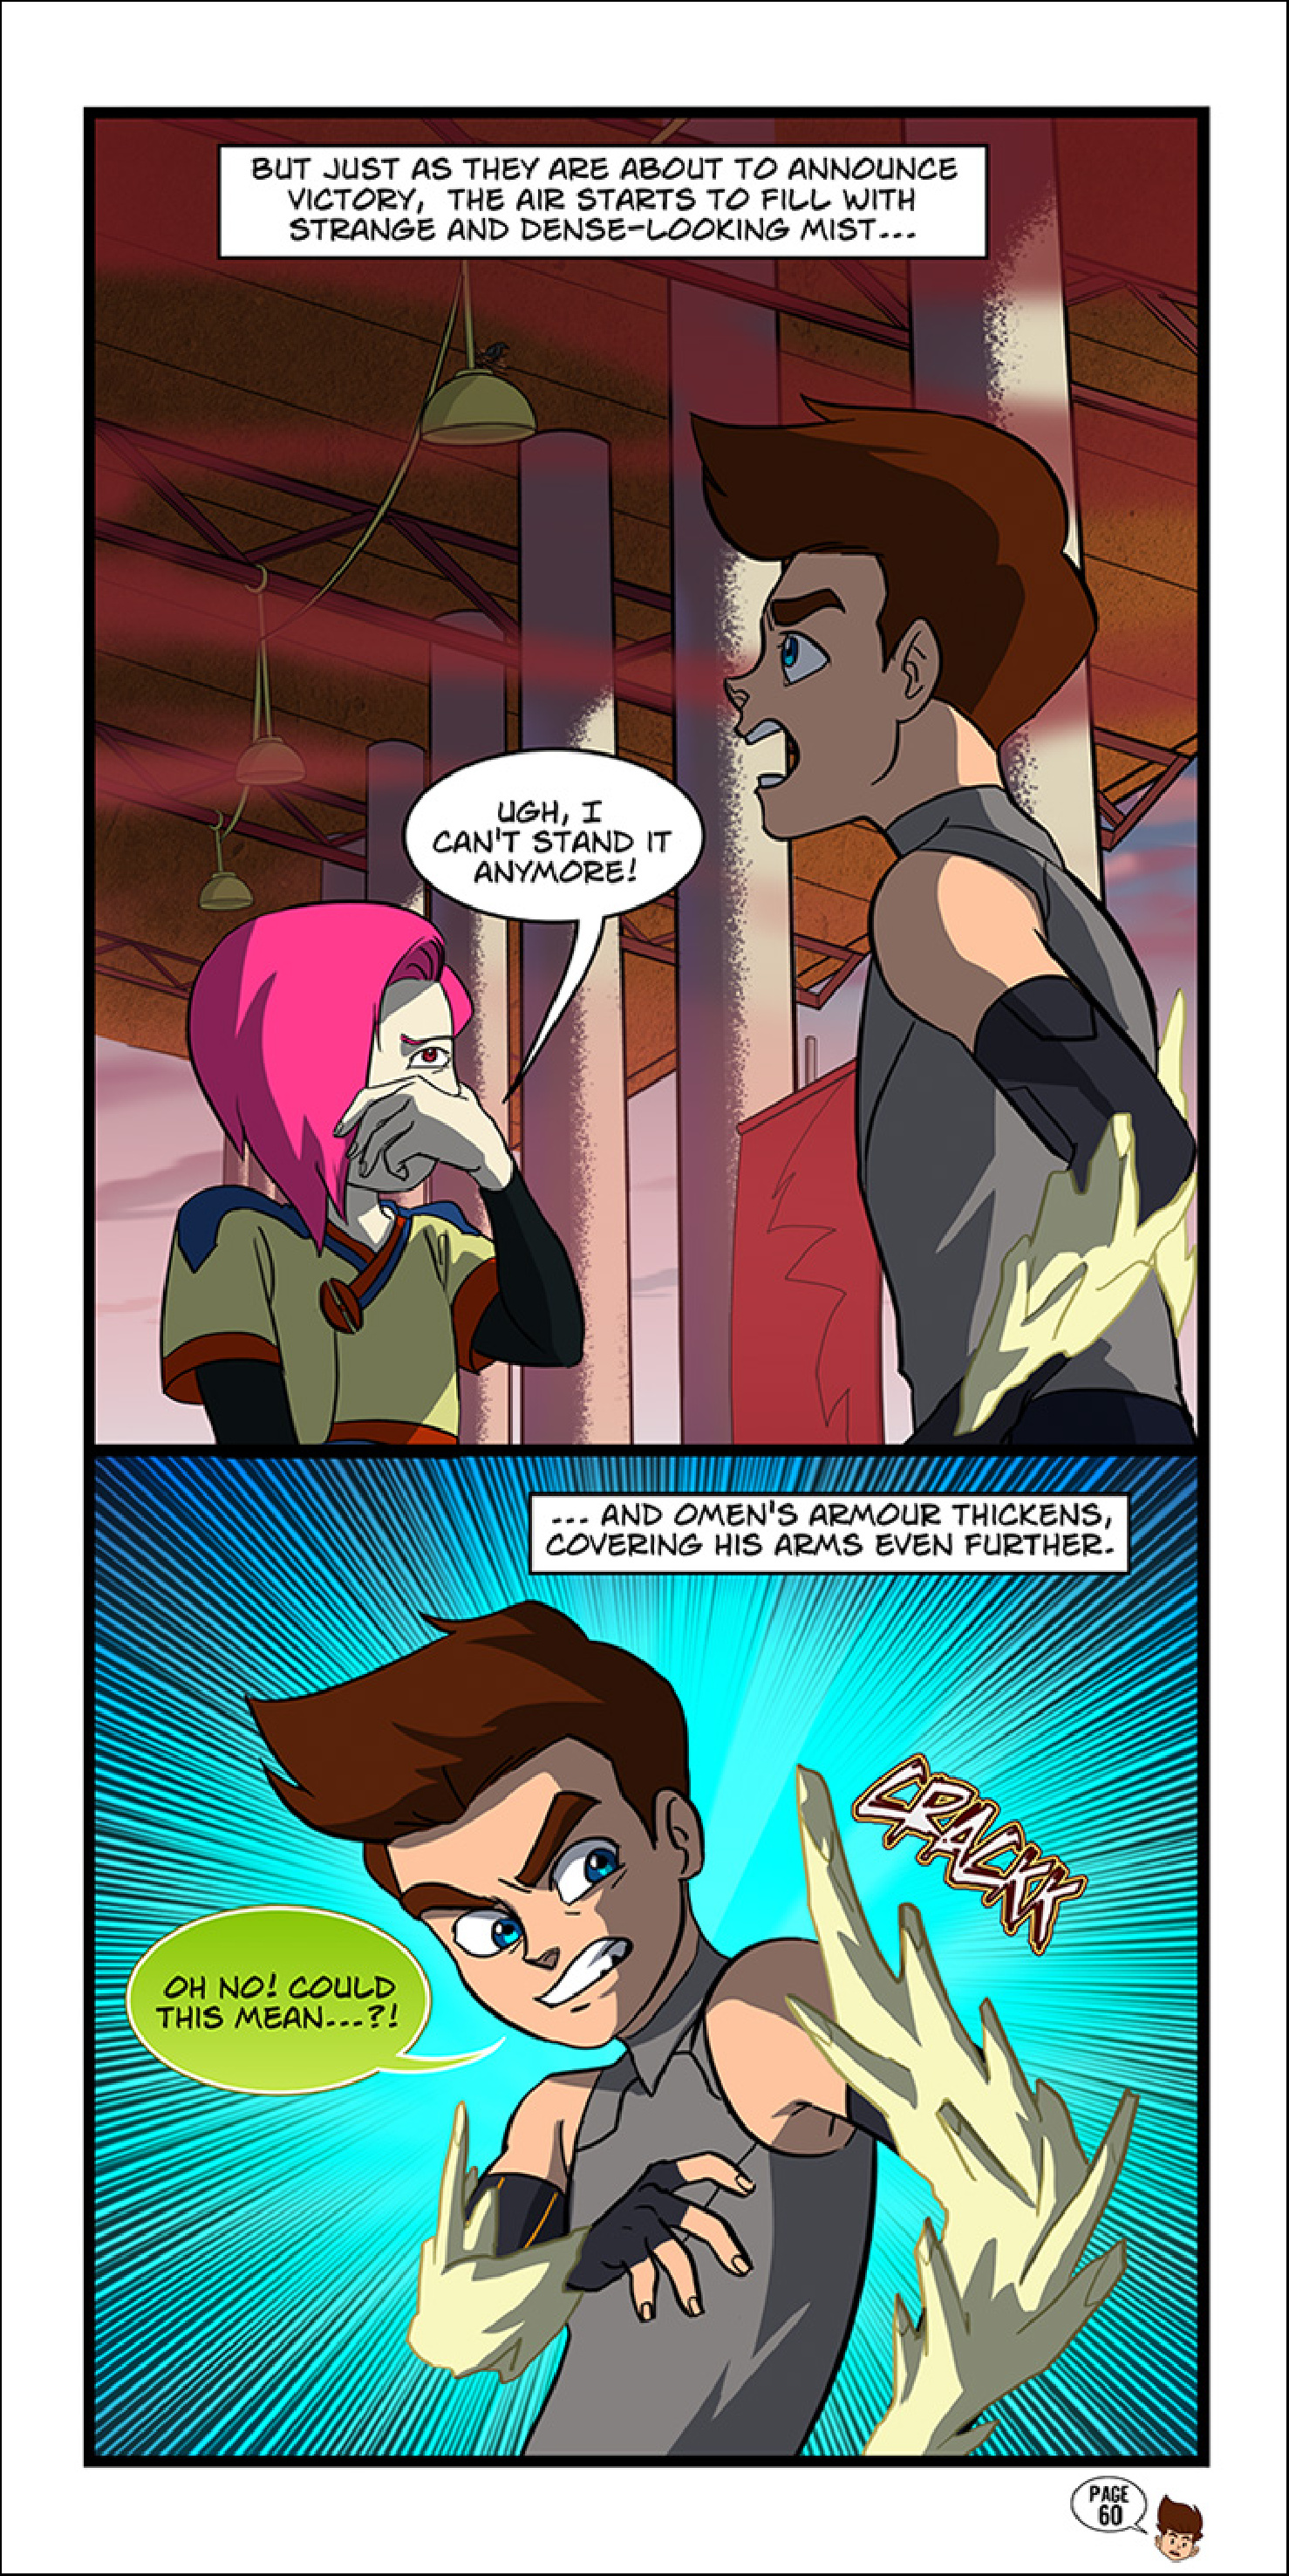 BUT JUST AS THEY ARE ABOUT TO ANNOUNCE
VICTORY, THE AIR STARTS TO FILL WITH
STRANGE AND DENSE-LOOKING MIST...
UGH, I
CAN'T STAND IT
ANYMORE!
... AND OMEN'S ARMOUR THICKENS,
COVERING HIS ARMS EVEN FURTHER.
CRACKK
OH NO! COULD
THIS MEAN...?!
PAGE
60